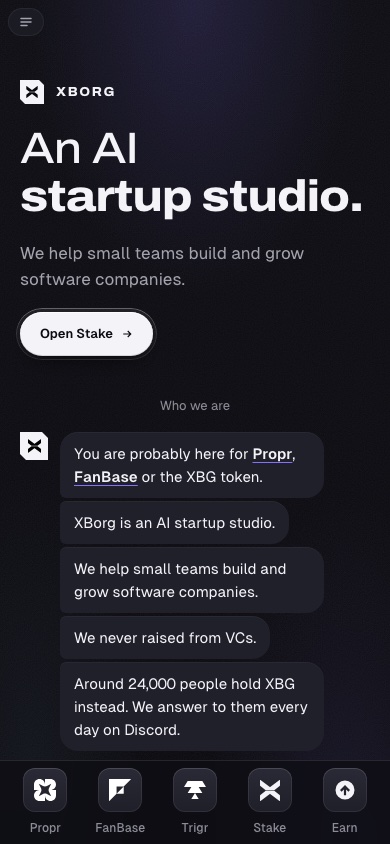 XBORG
An AI
startup studio.
We help small teams build and grow
software companies.
Open Stake →
Who we are
You are probably here for Propr,
FanBase or the XBG token.
XBorg is an AI startup studio.
We help small teams build and
grow software companies.
We never raised from VCs.
Around 24,000 people hold XBG
instead. We answer to them every
day on Discord.
Propr FanBase Trigr Stake Earn